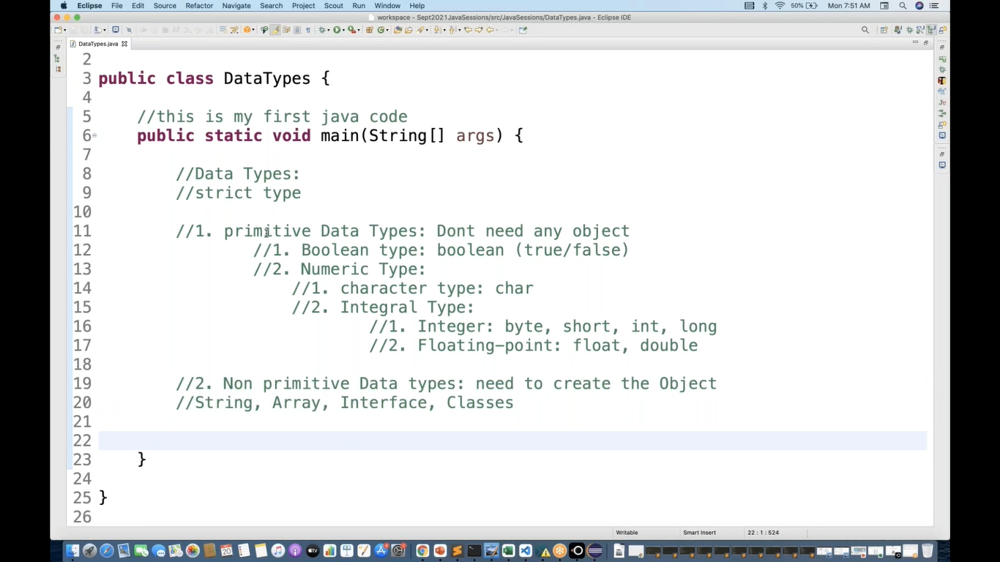 Eclipse File Edit Source Refactor Navigate Search Project Scout Run Window Help 50% Mon 7:51 AM
workspace - Sept2021JavaSessions/src/JavaSessions/DataTypes.java - Eclipse IDE
DataTypes.java
2
3 public class DataTypes {
4
5 //this is my first java code
6 public static void main(String[] args) {
7
8 //Data Types:
9 //strict type
10
11 //1. primitive Data Types: Dont need any object
12 //1. Boolean type: boolean (true/false)
13 //2. Numeric Type:
14 //1. character type: char
15 //2. Integral Type:
16 //1. Integer: byte, short, int, long
17 //2. Floating-point: float, double
18
19 //2. Non primitive Data types: need to create the Object
20 //String, Array, Interface, Classes
21
22
23 }
24
25 }
26
Writable Smart Insert 22 : 1 : 524